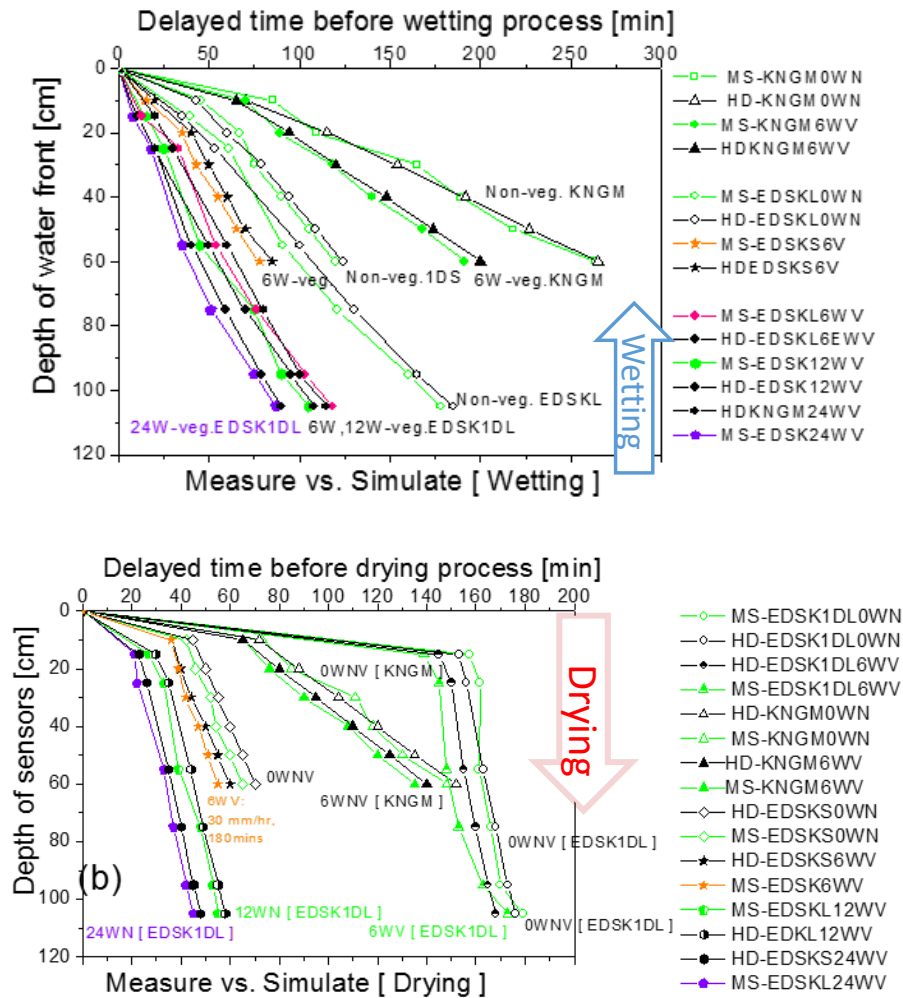 Delayed time before wetting process [min]
0 50 100 150 200 250 300
Depth of water front [cm]
0
20
40
60
80
100
120
Non-veg. KNGM
6W-veg.
Non-veg.1DS
6W-veg.KNGM
Non-veg. EDSKL
24W-veg.EDSK1DL
6W,12W-veg.EDSK1DL
Wetting
Measure vs. Simulate [ Wetting ]
MS-KNGM0WN
HD-KNGM0WN
MS-KNGM6WV
HDKNGM6WV
MS-EDSKL0WN
HD-EDSKL0WN
MS-EDSKS6V
HDEDSKS6V
MS-EDSKL6WV
HD-EDSKL6EWV
MS-EDSK12WV
HD-EDSK12WV
HDKNGM24WV
MS-EDSK24WV
Delayed time before drying process [min]
0 20 40 60 80 100 120 140 160 180 200
Depth of sensors [cm]
0
20
40
60
80
100
120
0WNV [ KNGM ]
0WNV
6WV:
30 mm/hr,
180mins
6WNV [ KNGM ]
0WNV [ EDSK1DL ]
(b)
12WN [ EDSK1DL ]
24WN [ EDSK1DL ]
6WV [ EDSK1DL ]
0WNV [ EDSK1DL ]
Drying
Measure vs. Simulate [ Drying ]
MS-EDSK1DL0WN
HD-EDSK1DL0WN
HD-EDSK1DL6WV
MS-EDSK1DL6WV
HD-KNGM0WN
MS-KNGM0WN
HD-KNGM6WV
MS-KNGM6WV
HD-EDSKS0WN
MS-EDSKS0WN
HD-EDSKS6WV
MS-EDSK6WV
MS-EDSKL12WV
HD-EDKL12WV
HD-EDSKS24WV
MS-EDSKL24WV